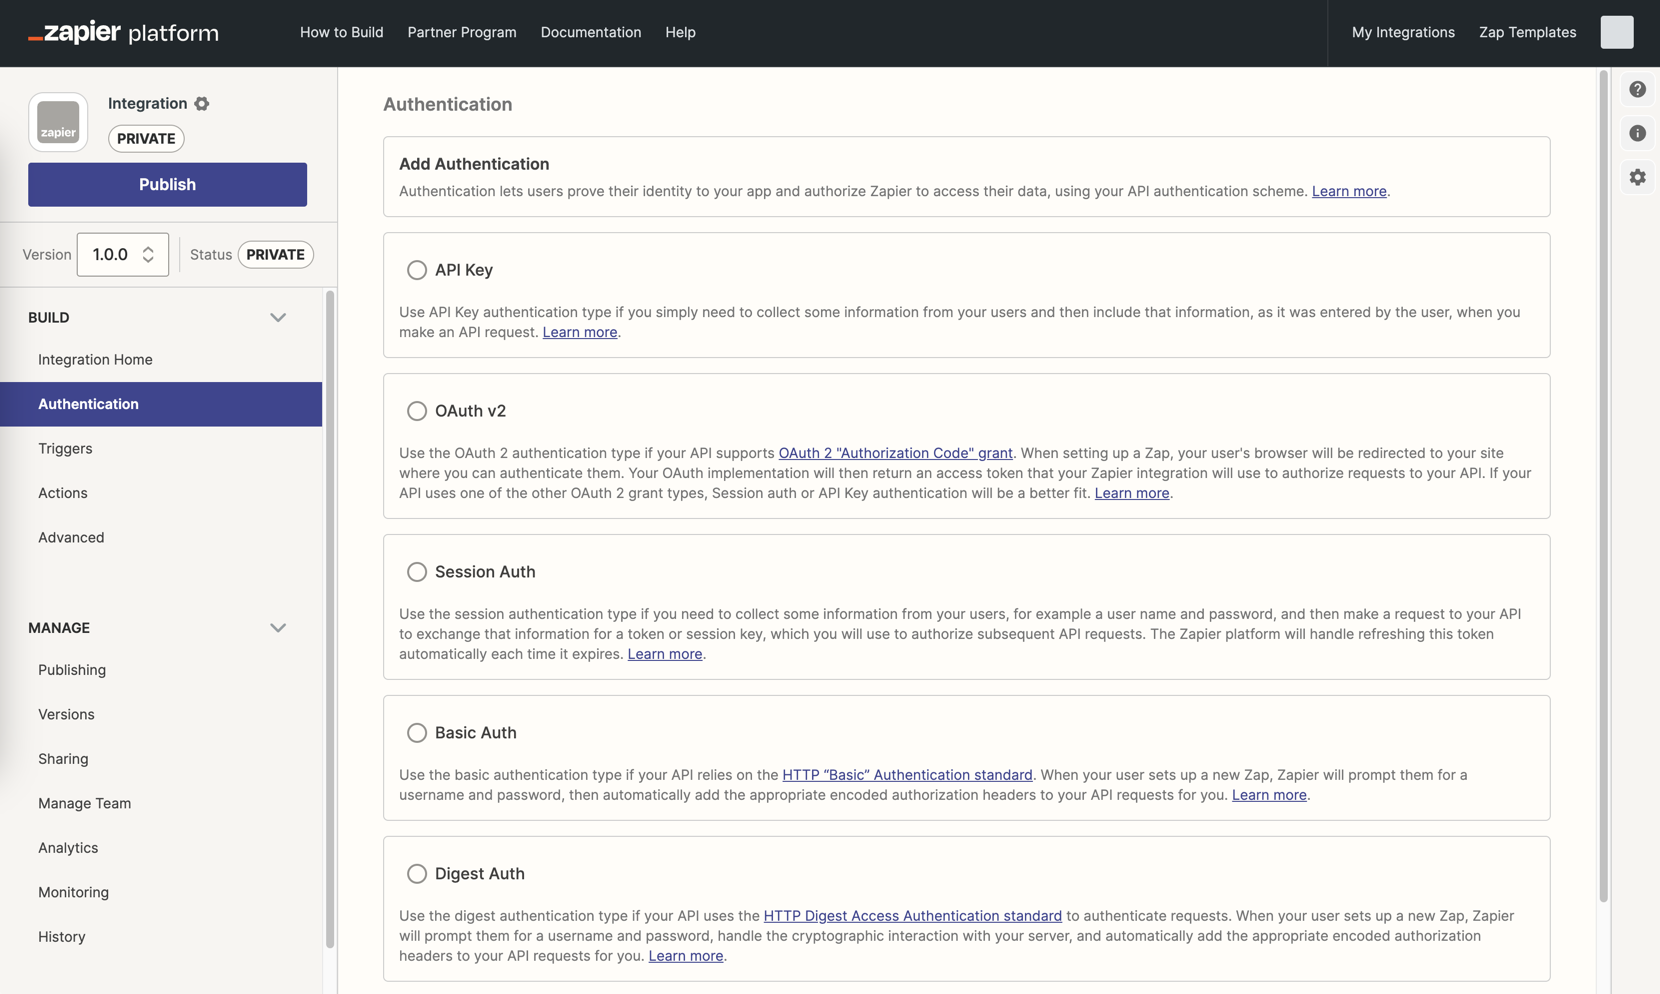 zapier platform
How to Build
Partner Program
Documentation
Help
My Integrations
Zap Templates
zapier
Integration
PRIVATE
Publish
Version
1.0.0
Status
PRIVATE
BUILD
Integration Home
Authentication
Triggers
Actions
Advanced
MANAGE
Publishing
Versions
Sharing
Manage Team
Analytics
Monitoring
History
Authentication
Add Authentication
Authentication lets users prove their identity to your app and authorize Zapier to access their data, using your API authentication scheme. Learn more.
API Key
Use API Key authentication type if you simply need to collect some information from your users and then include that information, as it was entered by the user, when you
make an API request. Learn more.
OAuth v2
Use the OAuth 2 authentication type if your API supports OAuth 2 "Authorization Code" grant. When setting up a Zap, your user's browser will be redirected to your site
where you can authenticate them. Your OAuth implementation will then return an access token that your Zapier integration will use to authorize requests to your API. If your
API uses one of the other OAuth 2 grant types, Session auth or API Key authentication will be a better fit. Learn more.
Session Auth
Use the session authentication type if you need to collect some information from your users, for example a user name and password, and then make a request to your API
to exchange that information for a token or session key, which you will use to authorize subsequent API requests. The Zapier platform will handle refreshing this token
automatically each time it expires. Learn more.
Basic Auth
Use the basic authentication type if your API relies on the HTTP “Basic” Authentication standard. When your user sets up a new Zap, Zapier will prompt them for a
username and password, then automatically add the appropriate encoded authorization headers to your API requests for you. Learn more.
Digest Auth
Use the digest authentication type if your API uses the HTTP Digest Access Authentication standard to authenticate requests. When your user sets up a new Zap, Zapier
will prompt them for a username and password, handle the cryptographic interaction with your server, and automatically add the appropriate encoded authorization
headers to your API requests for you. Learn more.